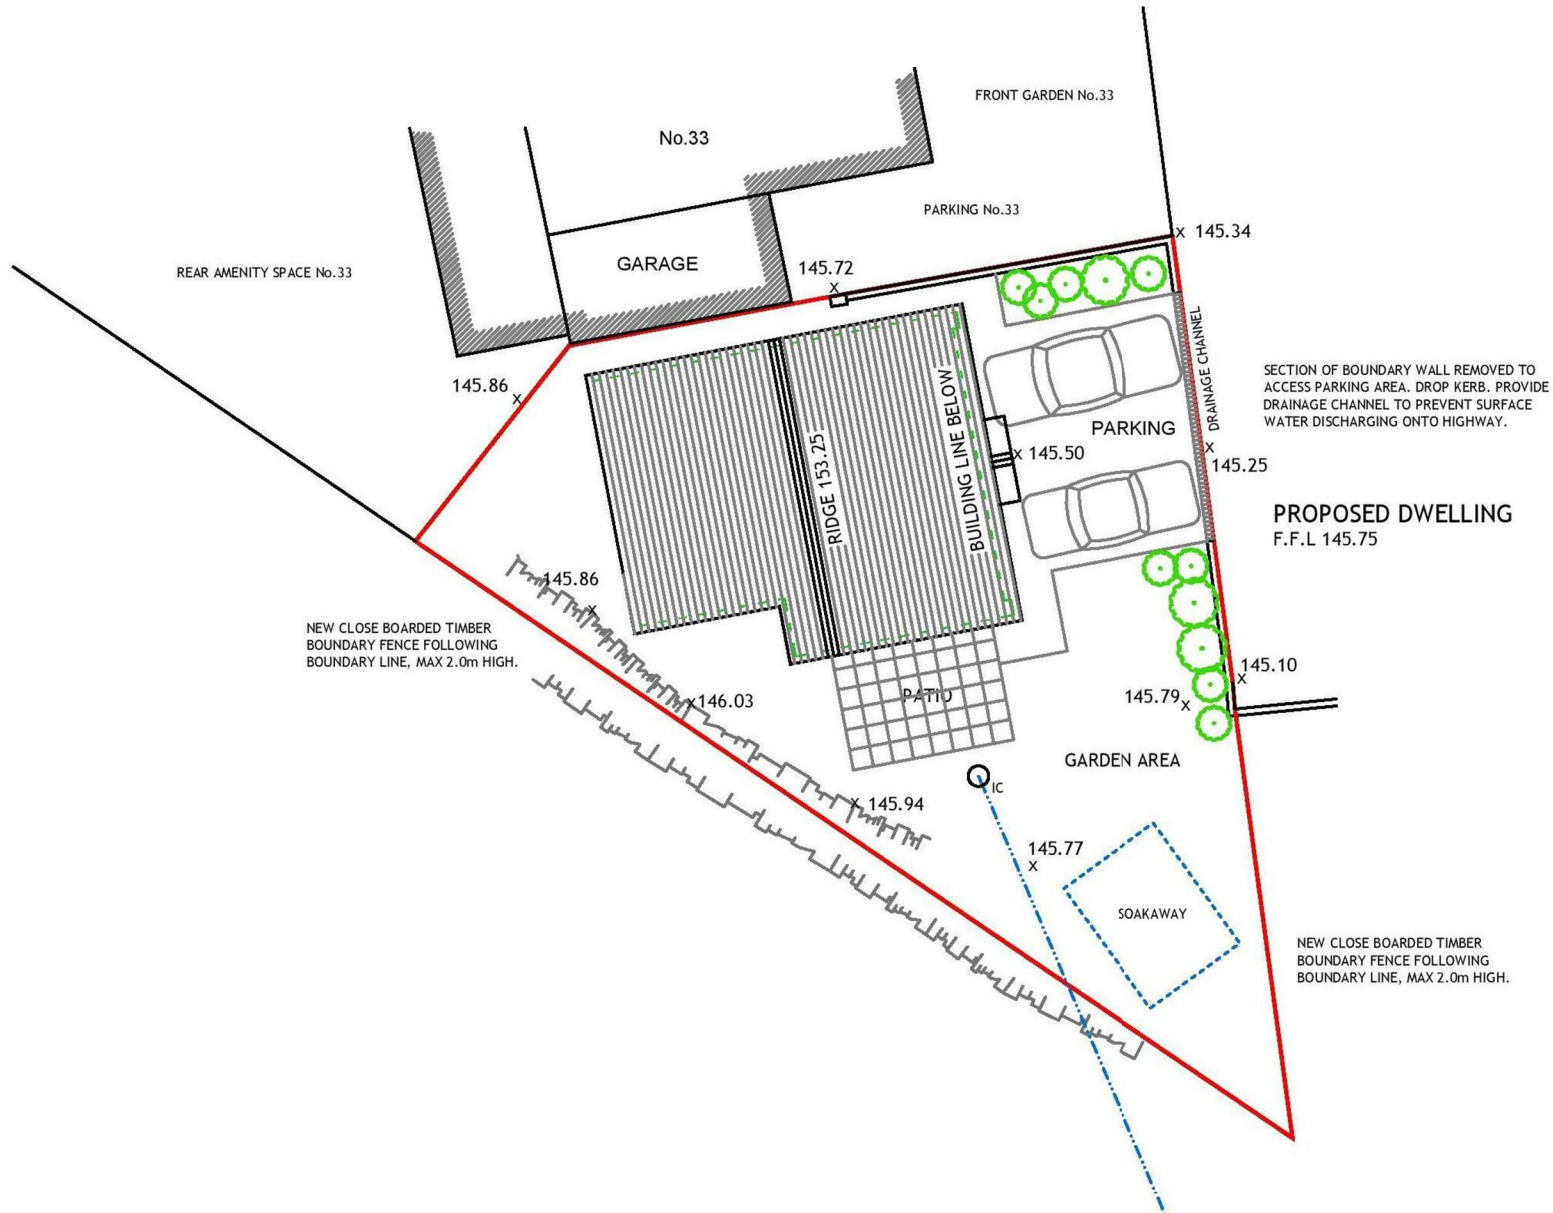 FRONT GARDEN No.33
No.33
PARKING No.33
145.34
GARAGE
145.72
REAR AMENITY SPACE No.33
145.86
DRAINAGE CHANNEL
SECTION OF BOUNDARY WALL REMOVED TO
ACCESS PARKING AREA. DROP KERB. PROVIDE
DRAINAGE CHANNEL TO PREVENT SURFACE
WATER DISCHARGING ONTO HIGHWAY.
PARKING
RIDGE 153.25
BUILDING LINE BELOW
145.50
145.25
PROPOSED DWELLING
F.F.L 145.75
145.86
NEW CLOSE BOARDED TIMBER
BOUNDARY FENCE FOLLOWING
BOUNDARY LINE, MAX 2.0m HIGH.
145.10
146.03
PATIO
145.79
GARDEN AREA
IC
145.94
145.77
SOAKAWAY
NEW CLOSE BOARDED TIMBER
BOUNDARY FENCE FOLLOWING
BOUNDARY LINE, MAX 2.0m HIGH.